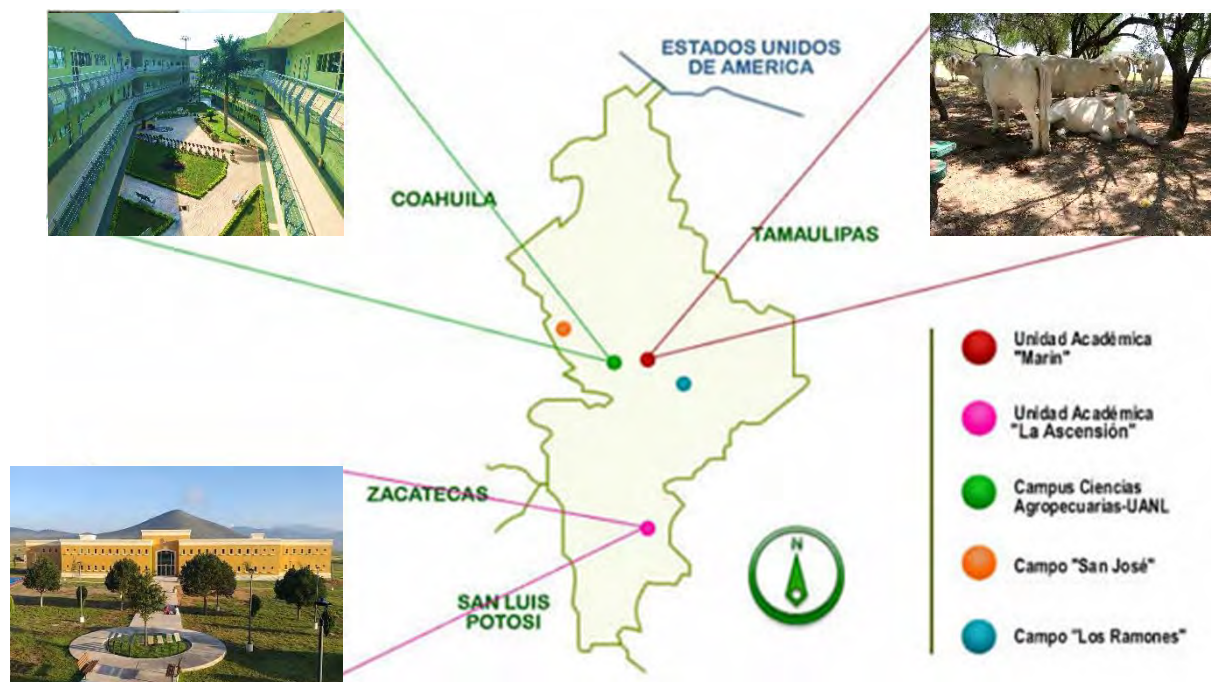 ESTADOS UNIDOS
DE AMERICA
COAHUILA
TAMAULIPAS
ZACATECAS
SAN LUIS
POTOSI
N
Unidad Académica
"Marin"
Unidad Académica
"La Ascensión"
Campus Ciencias
Agropecuarias-UANL
Campo "San José"
Campo "Los Ramones"